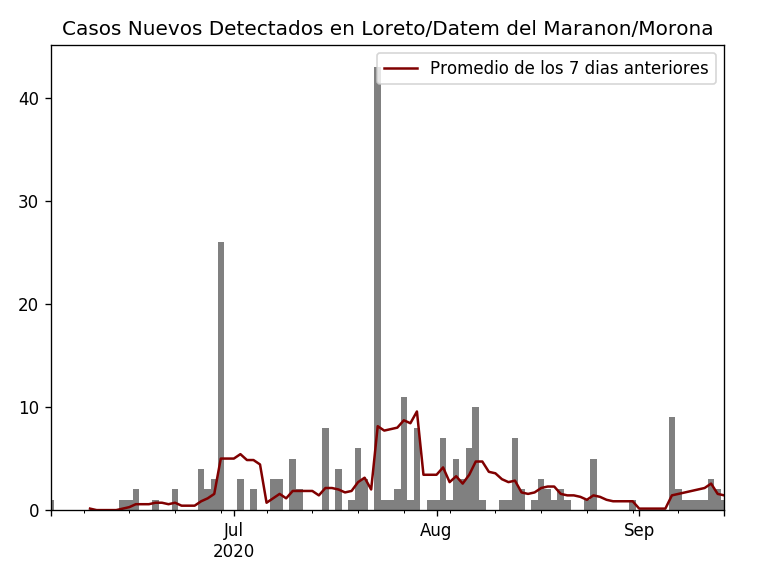 Casos Nuevos Detectados en Loreto/Datem del Maranon/Morona
Promedio de los 7 dias anteriores
40
30
20
10
0
Jul
2020
Aug
Sep